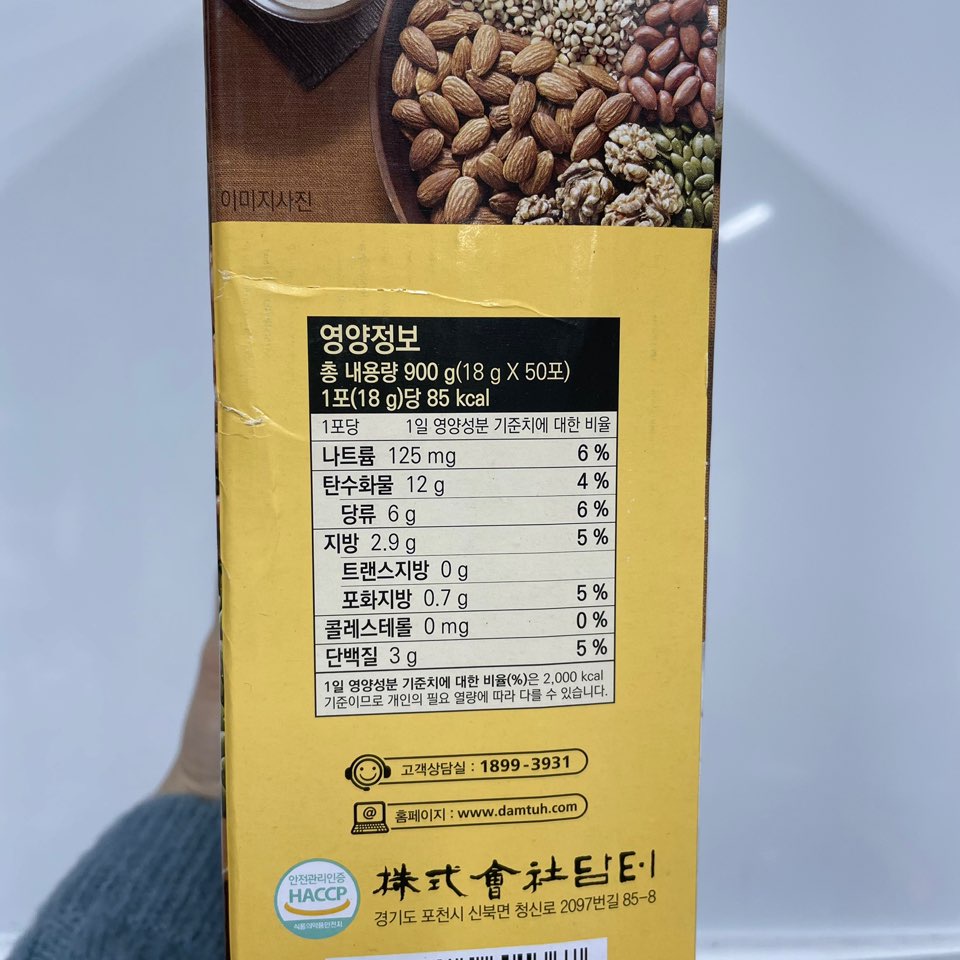 이미지사진
영양정보
총 내용량 900 g(18 g X 50포)
1포(18 g)당 85 kcal
1포당 1일 영양성분 기준치에 대한 비율
나트륨 125 mg 6 %
탄수화물 12 g 4 %
당류 6 g 6 %
지방 2.9 g 5 %
트랜스지방 0 g
포화지방 0.7 g 5 %
콜레스테롤 0 mg 0 %
단백질 3 g 5 %
1일 영양성분 기준치에 대한 비율(%)은 2,000 kcal
기준이므로 개인의 필요 열량에 따라 다를 수 있습니다.
고객상담실 : 1899-3931
@
홈페이지 : www.damtuh.com
안전관리인증
HACCP
식품의약품안전처
株式會社담터
경기도 포천시 신북면 청신로 2097번길 85-8